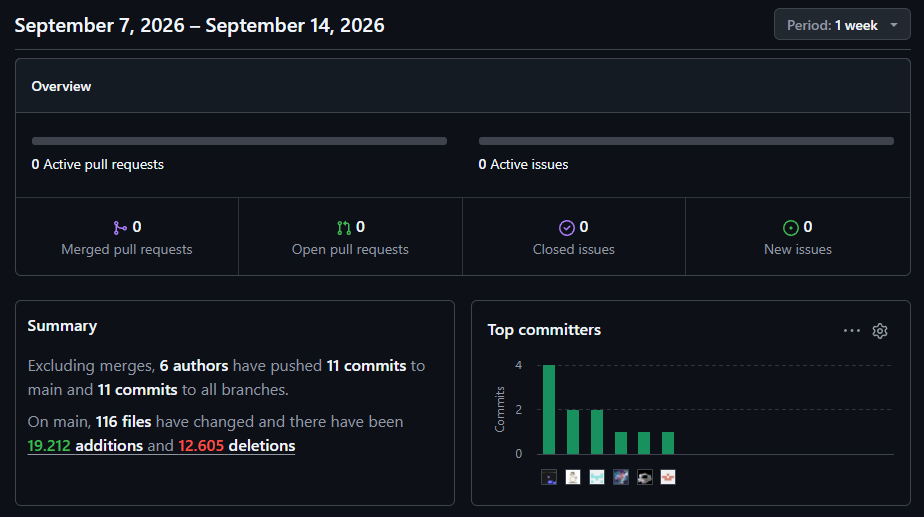 September 7, 2026 – September 14, 2026
Period: 1 week
Overview
0 Active pull requests
0 Active issues
0
Merged pull requests
0
Open pull requests
0
Closed issues
0
New issues
Summary
Excluding merges, 6 authors have pushed 11 commits to
main and 11 commits to all branches.
On main, 116 files have changed and there have been
19.212 additions and 12.605 deletions
Top committers
Commits
4
2
0